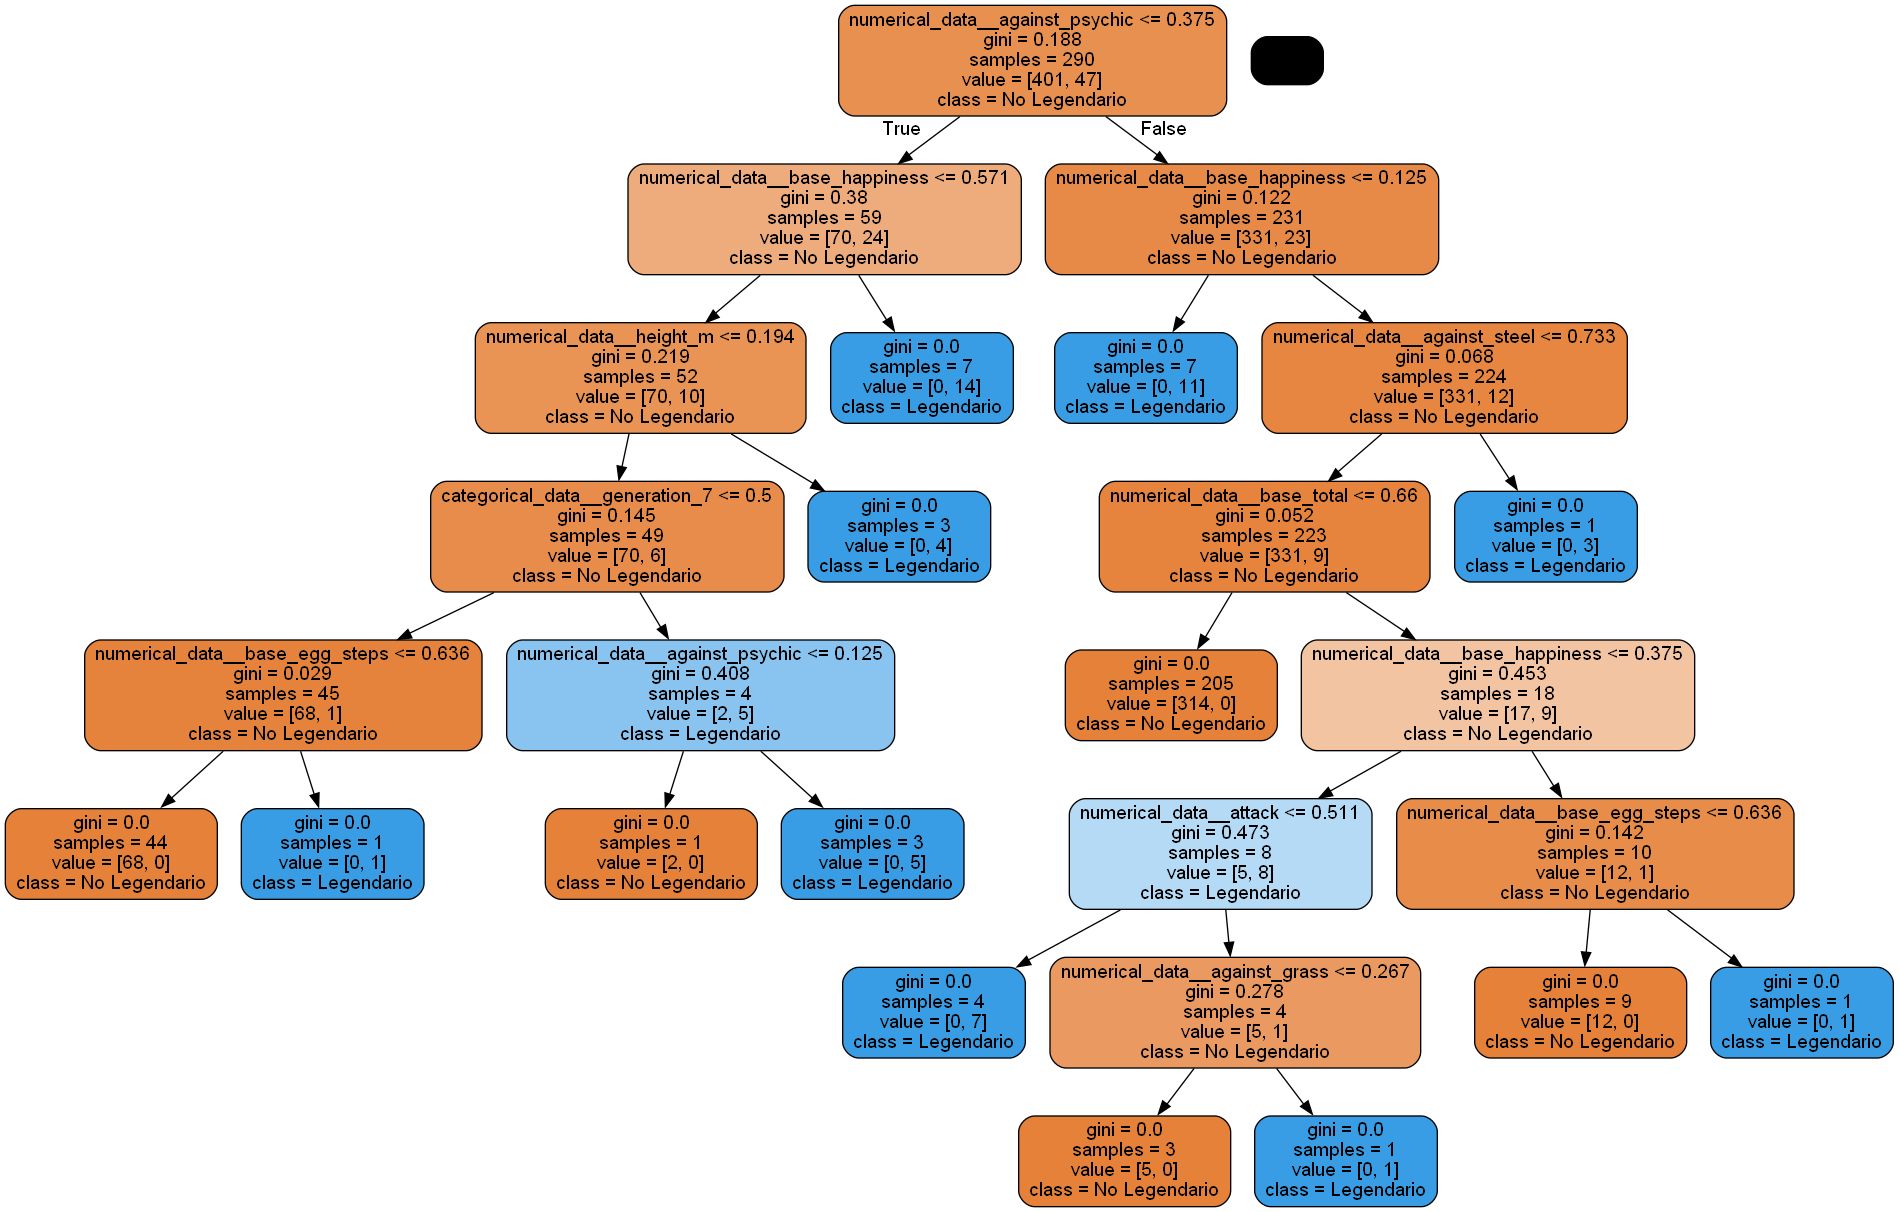 numerical_data__against_psychic <= 0.375
gini = 0.188
samples = 290
value = [401, 47]
class = No Legendario
True
False
numerical_data__base_happiness <= 0.571
gini = 0.38
samples = 59
value = [70, 24]
class = No Legendario
numerical_data__base_happiness <= 0.125
gini = 0.122
samples = 231
value = [331, 23]
class = No Legendario
numerical_data__height_m <= 0.194
gini = 0.219
samples = 52
value = [70, 10]
class = No Legendario
gini = 0.0
samples = 7
value = [0, 14]
class = Legendario
gini = 0.0
samples = 7
value = [0, 11]
class = Legendario
numerical_data__against_steel <= 0.733
gini = 0.068
samples = 224
value = [331, 12]
class = No Legendario
categorical_data__generation_7 <= 0.5
gini = 0.145
samples = 49
value = [70, 6]
class = No Legendario
gini = 0.0
samples = 3
value = [0, 4]
class = Legendario
numerical_data__base_total <= 0.66
gini = 0.052
samples = 223
value = [331, 9]
class = No Legendario
gini = 0.0
samples = 1
value = [0, 3]
class = Legendario
numerical_data__base_egg_steps <= 0.636
gini = 0.029
samples = 45
value = [68, 1]
class = No Legendario
numerical_data__against_psychic <= 0.125
gini = 0.408
samples = 4
value = [2, 5]
class = Legendario
gini = 0.0
samples = 205
value = [314, 0]
class = No Legendario
numerical_data__base_happiness <= 0.375
gini = 0.453
samples = 18
value = [17, 9]
class = No Legendario
gini = 0.0
samples = 44
value = [68, 0]
class = No Legendario
gini = 0.0
samples = 1
value = [0, 1]
class = Legendario
gini = 0.0
samples = 1
value = [2, 0]
class = No Legendario
gini = 0.0
samples = 3
value = [0, 5]
class = Legendario
numerical_data__attack <= 0.511
gini = 0.473
samples = 8
value = [5, 8]
class = Legendario
numerical_data__base_egg_steps <= 0.636
gini = 0.142
samples = 10
value = [12, 1]
class = No Legendario
gini = 0.0
samples = 4
value = [0, 7]
class = Legendario
numerical_data__against_grass <= 0.267
gini = 0.278
samples = 4
value = [5, 1]
class = No Legendario
gini = 0.0
samples = 9
value = [12, 0]
class = No Legendario
gini = 0.0
samples = 1
value = [0, 1]
class = Legendario
gini = 0.0
samples = 3
value = [5, 0]
class = No Legendario
gini = 0.0
samples = 1
value = [0, 1]
class = Legendario